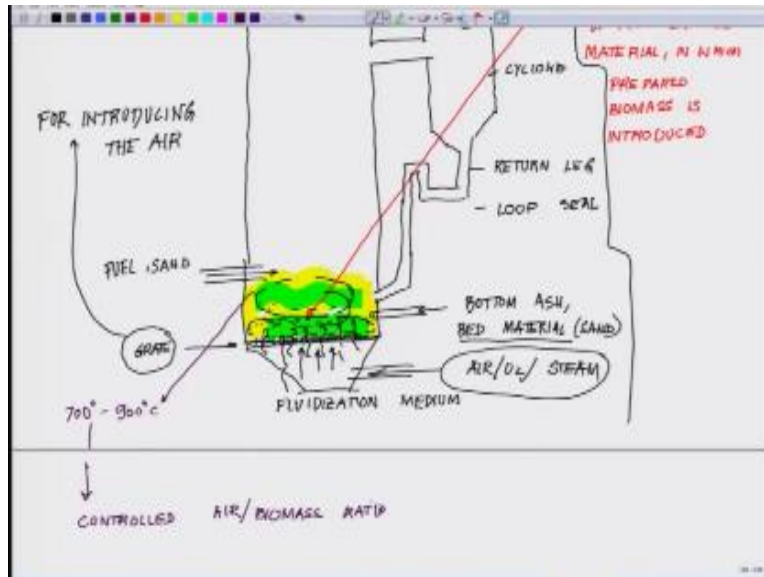 MATERIAL, IN WHICH
PREPARED
BIOMASS IS
INTRODUCED
CYCLONE
FOR INTRODUCING
THE AIR
RETURN LEG
LOOP SEAL
FUEL, SAND
BOTTOM ASH,
BED MATERIAL (SAND)
GRATE
AIR/O2/ STEAM
FLUIDIZATION MEDIUM
700° - 900°C
CONTROLLED AIR/BIOMASS RATIO